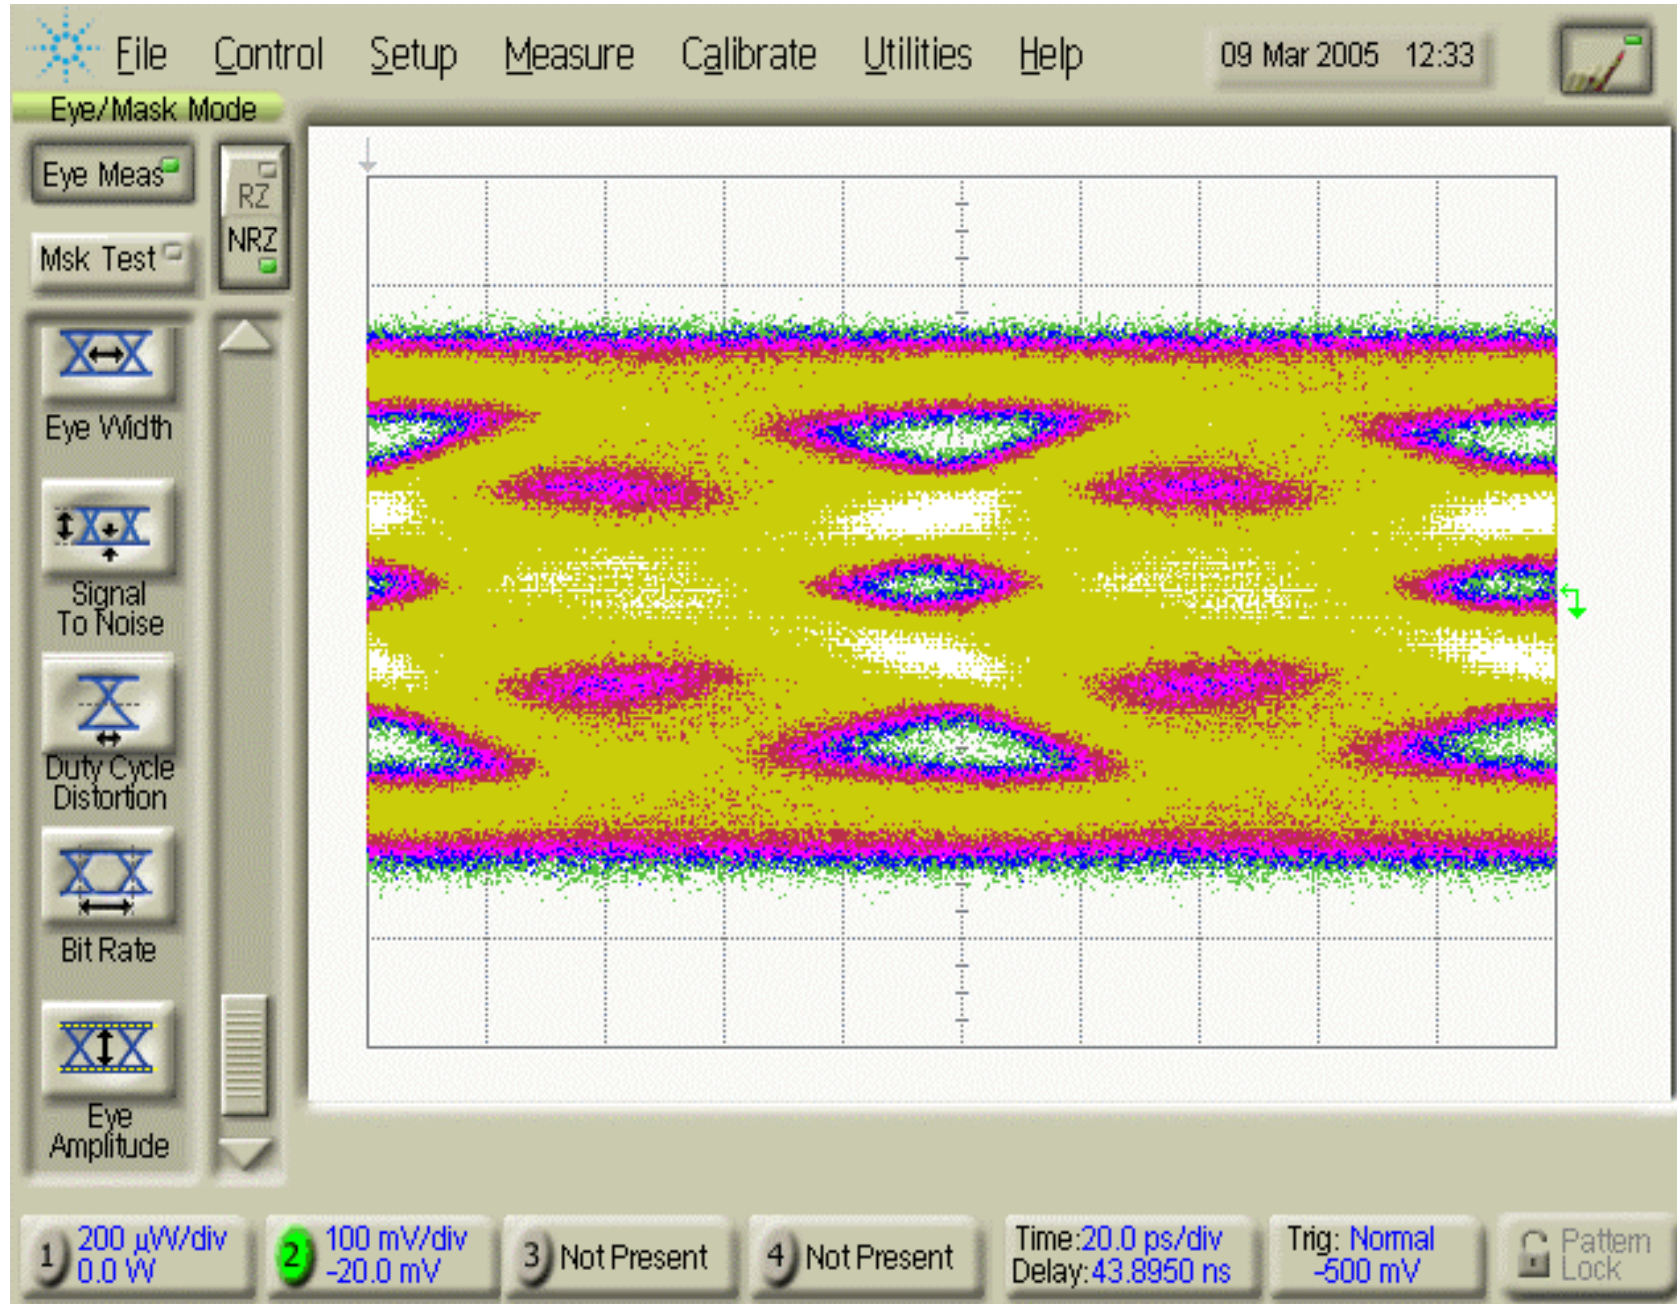 File Control Setup Measure Calibrate Utilities Help 09 Mar 2005 12:33
Eye/Mask Mode
Eye Meas
RZ
NRZ
Msk Test
Eye Width
Signal
To Noise
Duty Cycle
Distortion
Bit Rate
Eye
Amplitude
1 200 µW/div
0.0 W
2 100 mV/div
-20.0 mV
3 Not Present
4 Not Present
Time:20.0 ps/div
Delay:43.8950 ns
Trig: Normal
-500 mV
Pattern
Lock